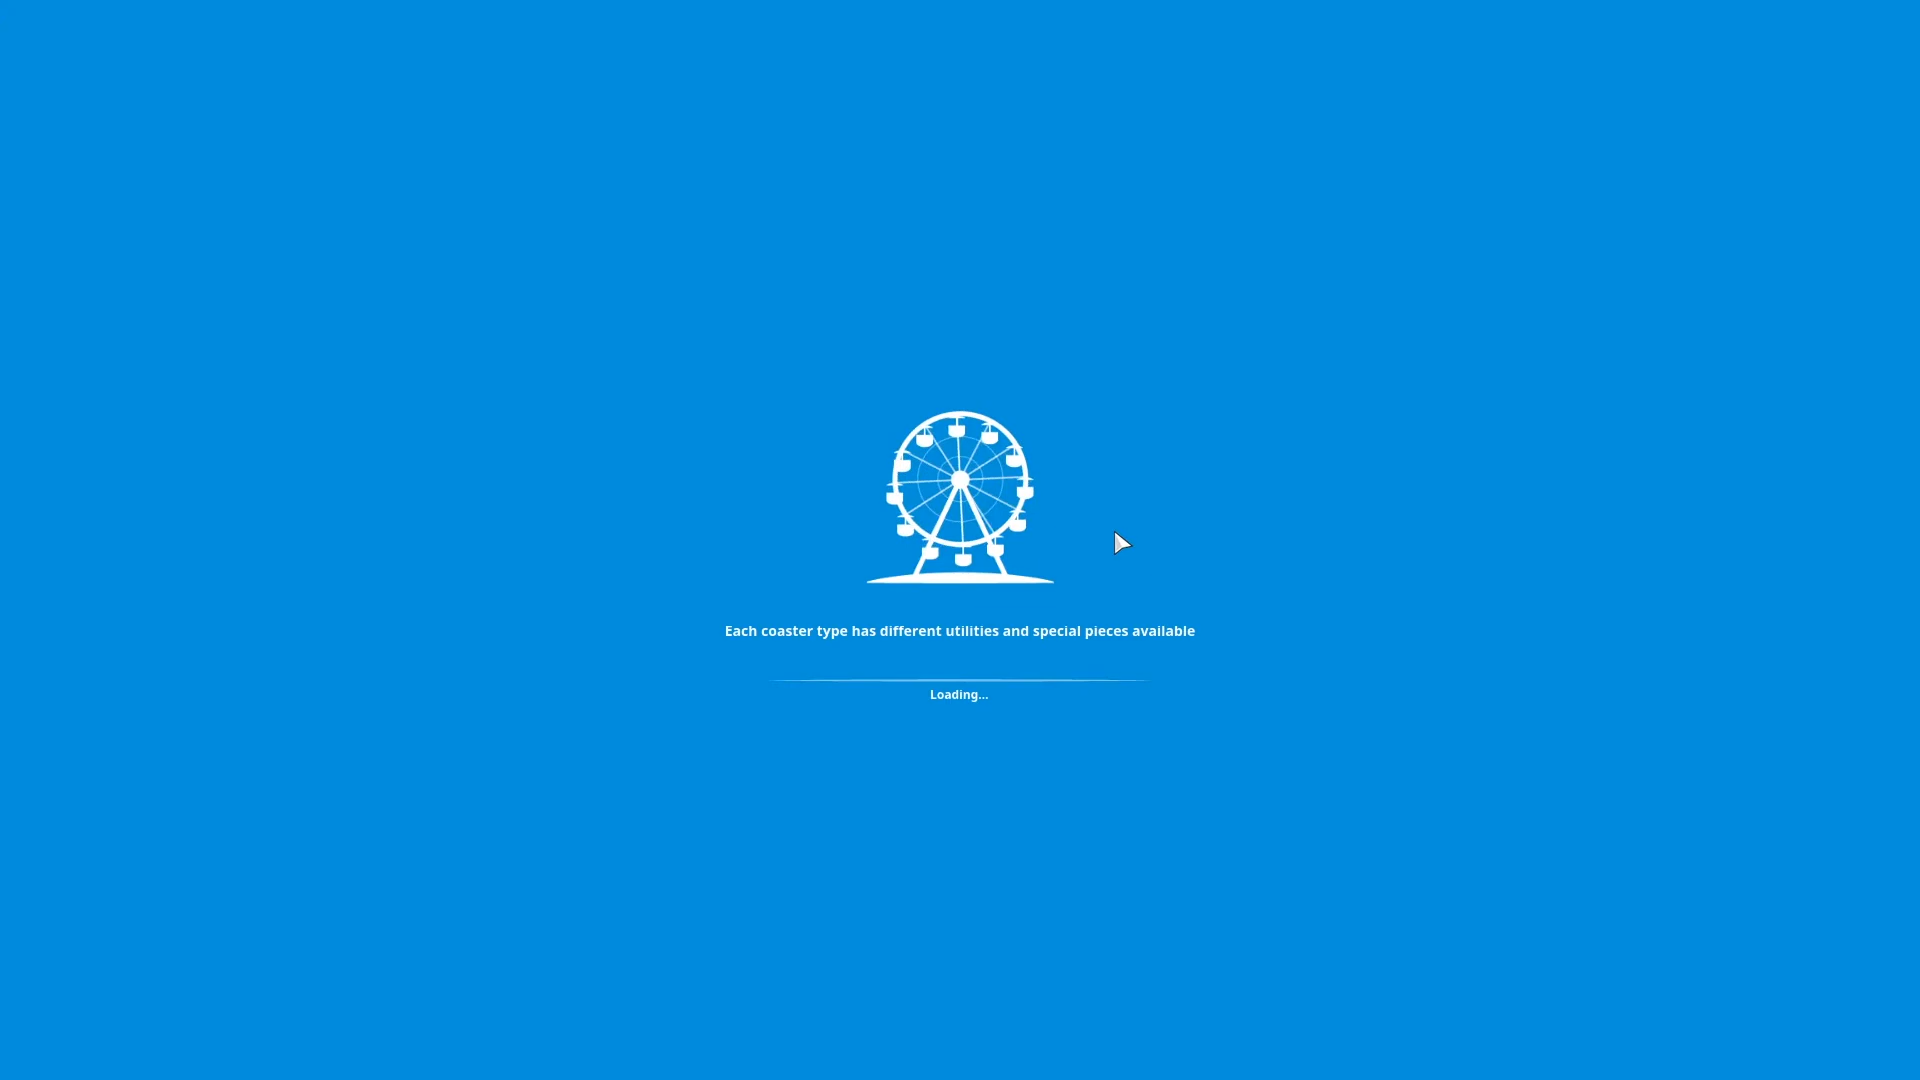 Each coaster type has different utilities and special pieces available
Loading...